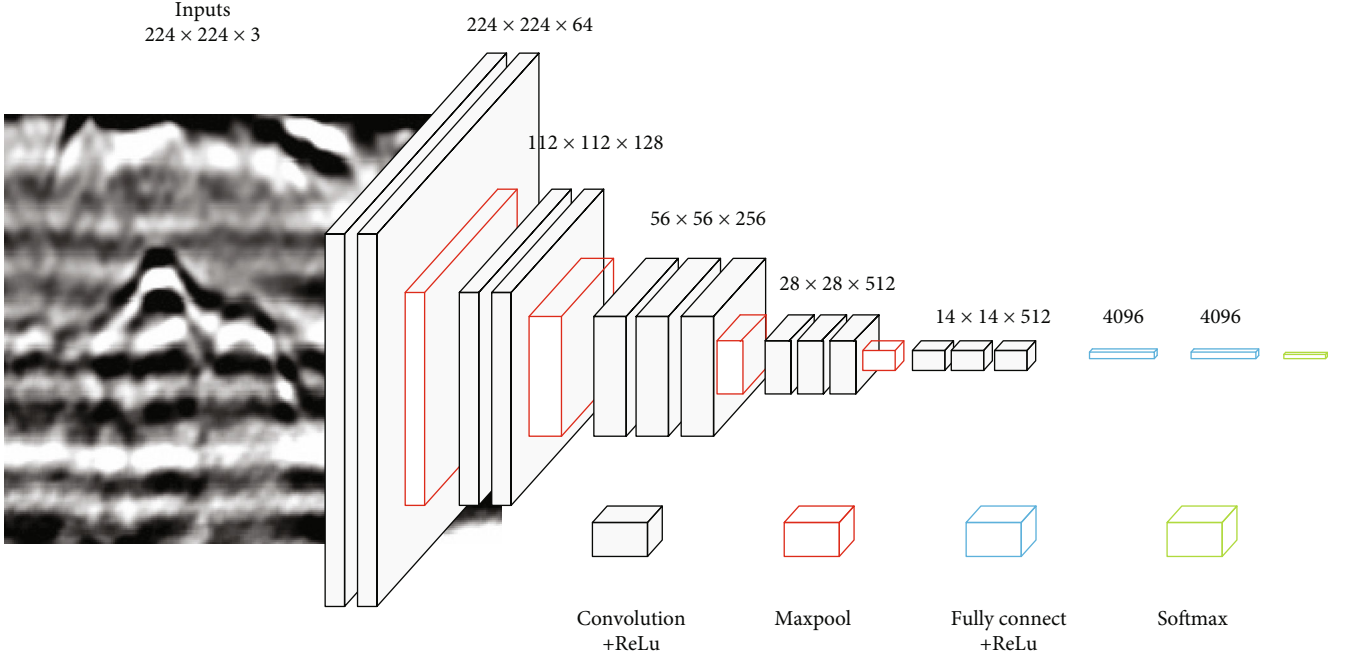 Inputs
224 × 224 × 3
224 × 224 × 64
112 × 112 × 128
56 × 56 × 256
28 × 28 × 512
14 × 14 × 512
4096
4096
Convolution
+ReLu
Maxpool
Fully connect
+ReLu
Softmax